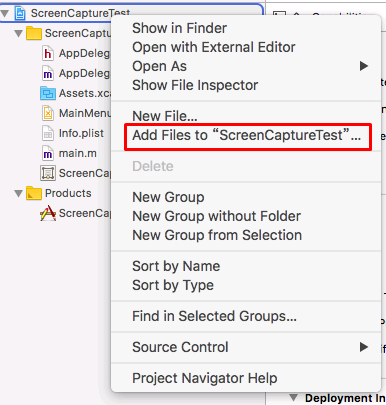 ScreenCaptureTest
ScreenCaptu
AppDeleg
AppDeleg
Assets.xca
MainMenu
Info.plist
main.m
ScreenCap
Products
ScreenCap
Show in Finder
Open with External Editor
Open As
Show File Inspector
New File...
Add Files to “ScreenCaptureTest”...
Delete
New Group
New Group without Folder
New Group from Selection
Sort by Name
Sort by Type
Find in Selected Groups...
Source Control
Project Navigator Help
Deployment In